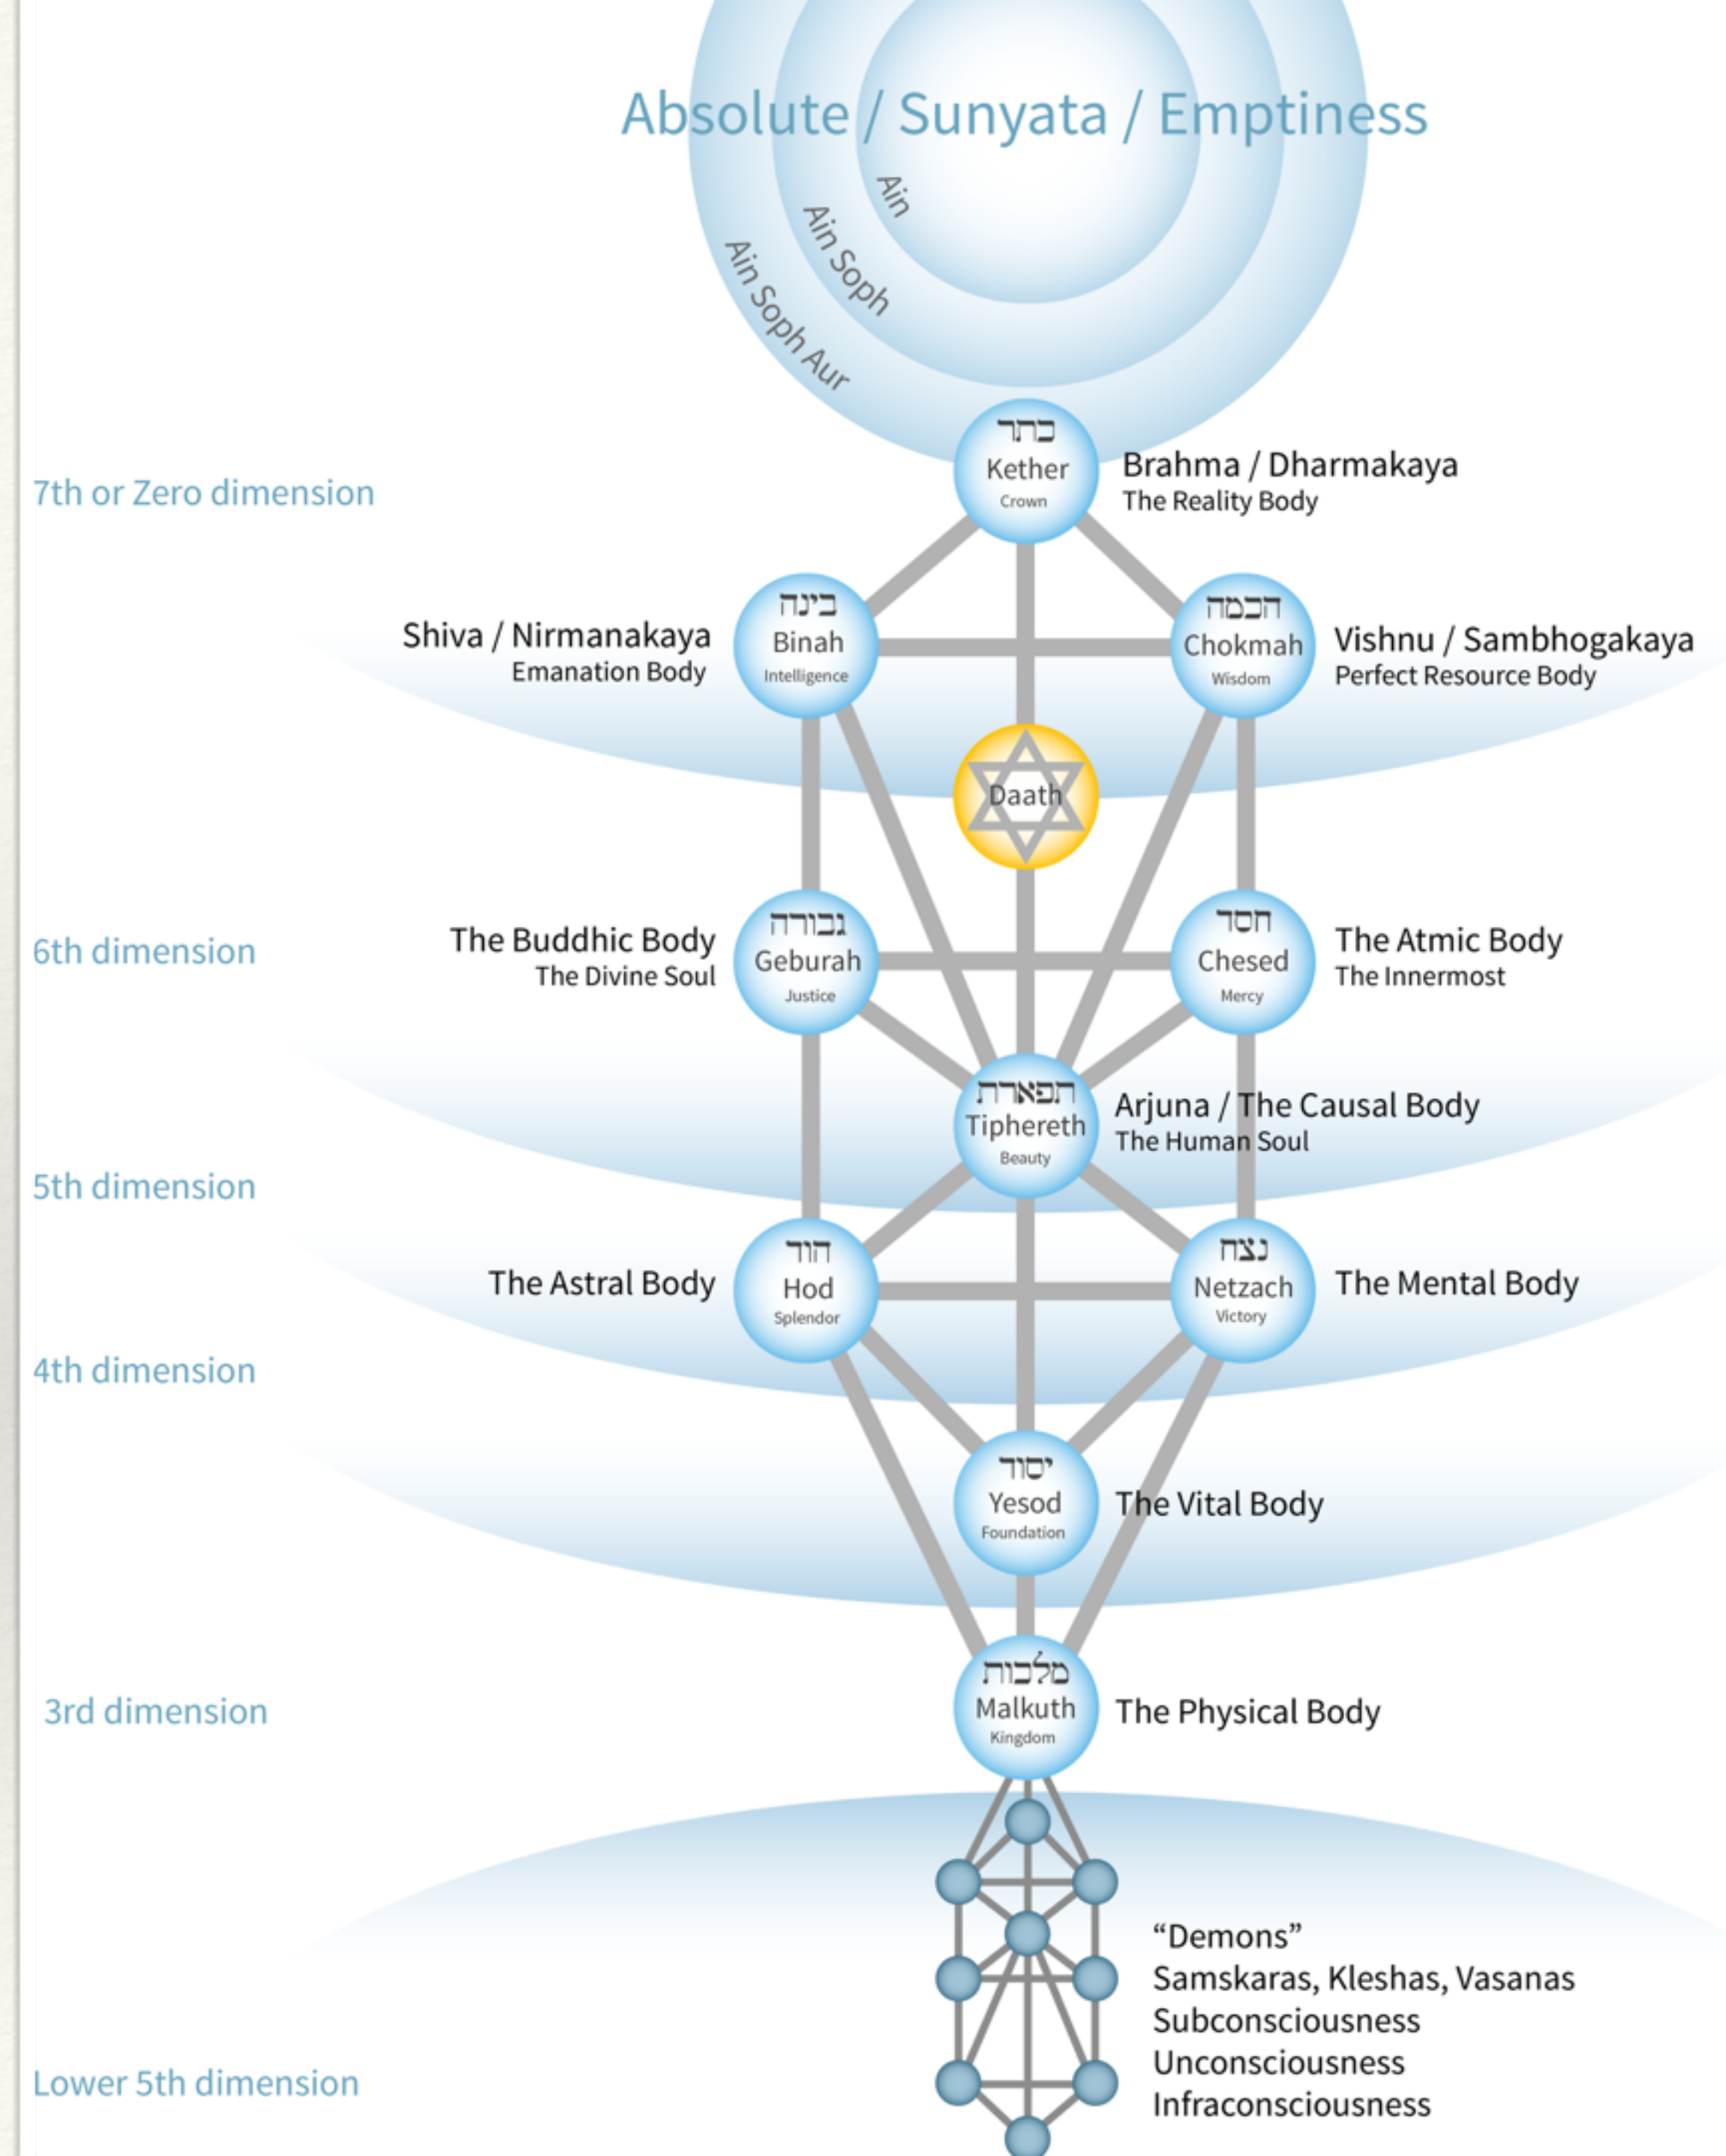 Absolute / Sunyata / Emptiness
Ain
Ain Soph
Ain Soph Aur
כתר
Kether
Crown
Brahma / Dharmakaya
The Reality Body
7th or Zero dimension
בינה
Binah
Intelligence
Shiva / Nirmanakaya
Emanation Body
הכמה
Chokmah
Wisdom
Vishnu / Sambhogakaya
Perfect Resource Body
Daath
6th dimension
The Buddhic Body
The Divine Soul
גבורה
Geburah
Justice
חסד
Chesed
Mercy
The Atmic Body
The Innermost
תפארת
Tiphereth
Beauty
Arjuna / The Causal Body
The Human Soul
5th dimension
The Astral Body
הוד
Hod
Splendor
נצח
Netzach
Victory
The Mental Body
4th dimension
יסוד
Yesod
Foundation
The Vital Body
3rd dimension
מלכות
Malkuth
Kingdom
The Physical Body
“Demons”
Samskaras, Kleshas, Vasanas
Subconsciousness
Unconsciousness
Infraconsciousness
Lower 5th dimension